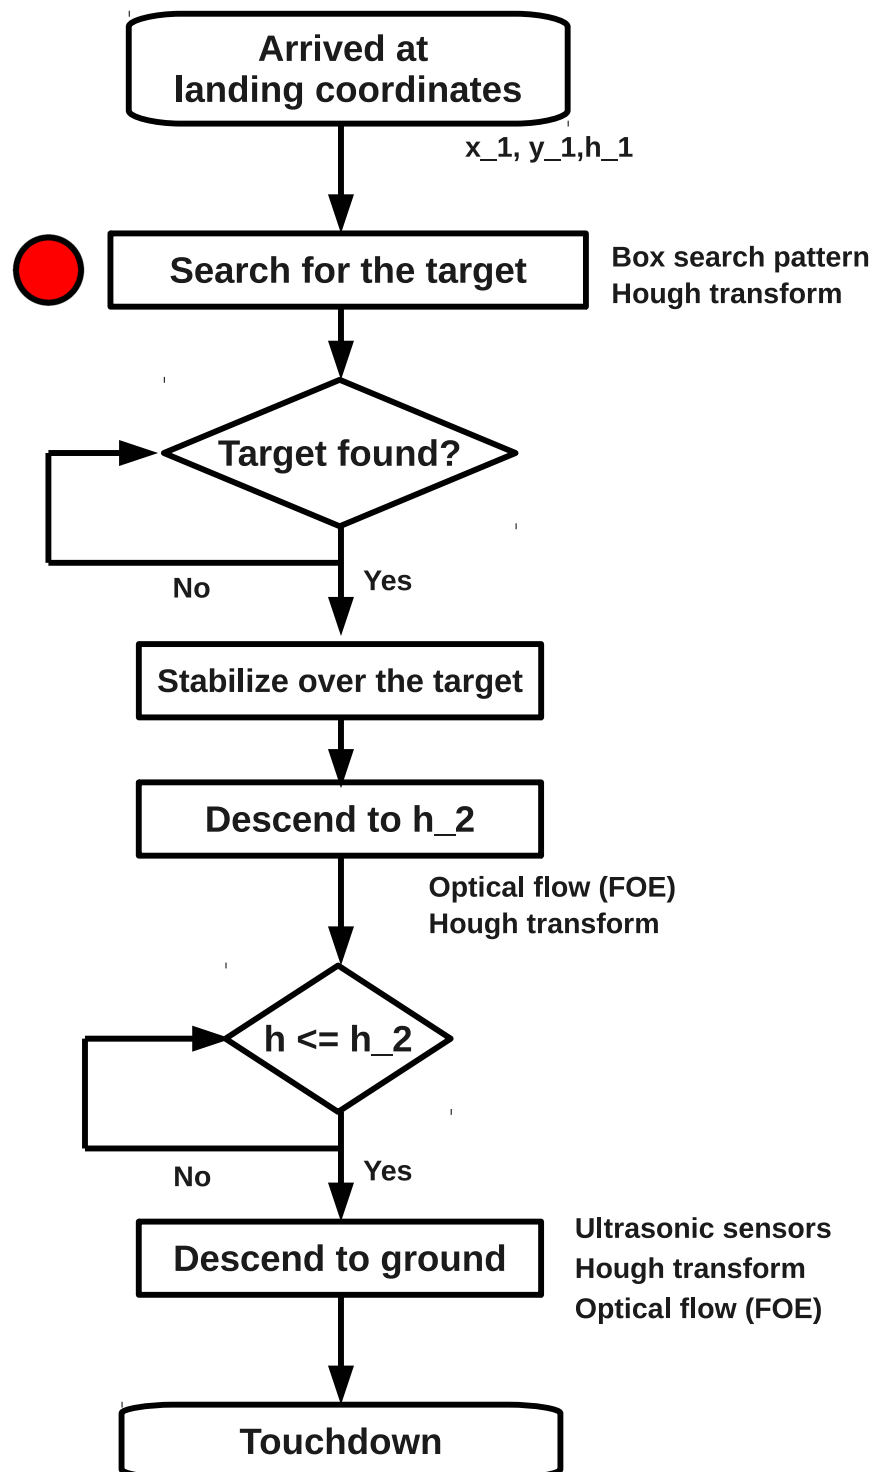 Arrived at
landing coordinates
x_1, y_1,h_1
Search for the target
Box search pattern
Hough transform
Target found?
No
Yes
Stabilize over the target
Descend to h_2
Optical flow (FOE)
Hough transform
h <= h_2
No
Yes
Descend to ground
Ultrasonic sensors
Hough transform
Optical flow (FOE)
Touchdown